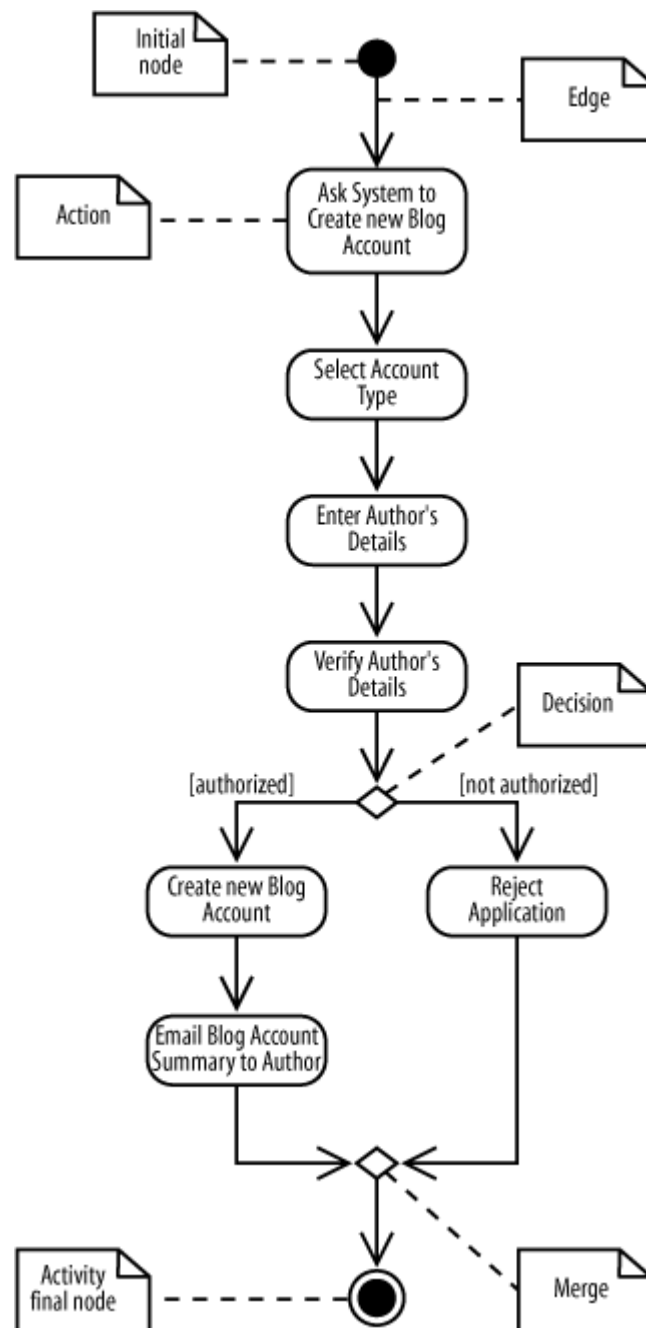 Initial
node
Edge
Action
Ask System to
Create new Blog
Account
Select Account
Type
Enter Author's
Details
Verify Author's
Details
Decision
[authorized]
[not authorized]
Create new Blog
Account
Reject
Application
Email Blog Account
Summary to Author
Activity
final node
Merge